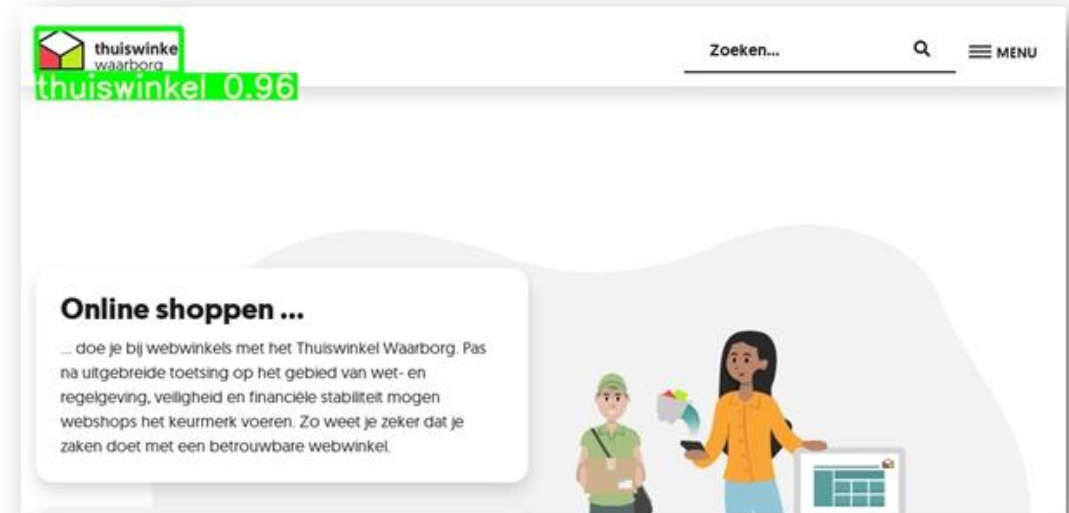 thuiswinke
waarborg
thuiswinkel 0.96
Zoeken...
MENU
Online shoppen ...
... doe je bij webwinkels met het Thuiswinkel Waarborg. Pas
na uitgebreide toetsing op het gebied van wet- en
regelgeving, veiligheid en financiële stabiliteit mogen
webshops het keurmerk voeren. Zo weet je zeker dat je
zaken doet met een betrouwbare webwinkel.